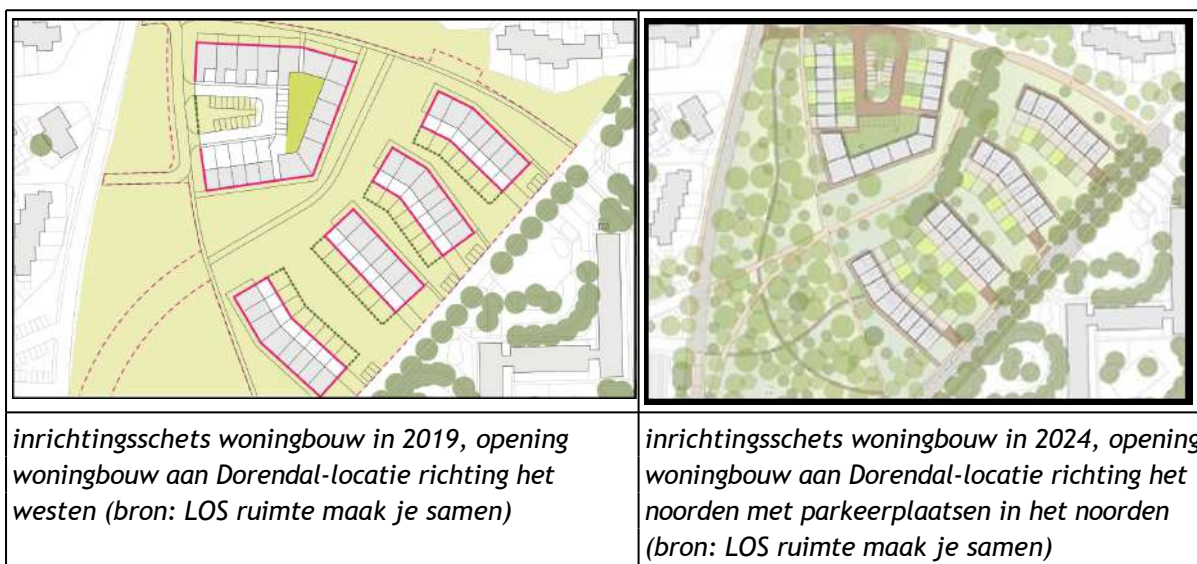 inrichtingsschets woningbouw in 2019, opening
woningbouw aan Dorendal-locatie richting het
westen (bron: LOS ruimte maak je samen)
inrichtingsschets woningbouw in 2024, opening
woningbouw aan Dorendal-locatie richting het
noorden met parkeerplaatsen in het noorden
(bron: LOS ruimte maak je samen)